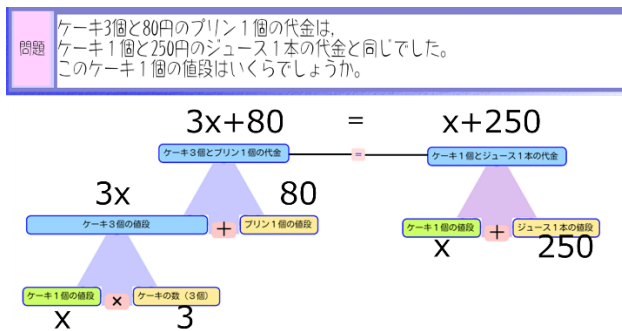 問題
ケーキ3個と80円のプリン1個の代金は,
ケーキ1個と250円のジュース1本の代金と同じでした。
このケーキ1個の値段はいくらでしょうか。
3x+80 = x+250
ケーキ3個とプリン1個の代金 = ケーキ1個とジュース1本の代金
3x 80
ケーキ3個の値段 + プリン1個の値段
ケーキ1個の値段 + ジュース1本の値段
x 250
ケーキ1個の値段 × ケーキの数(3個)
x 3